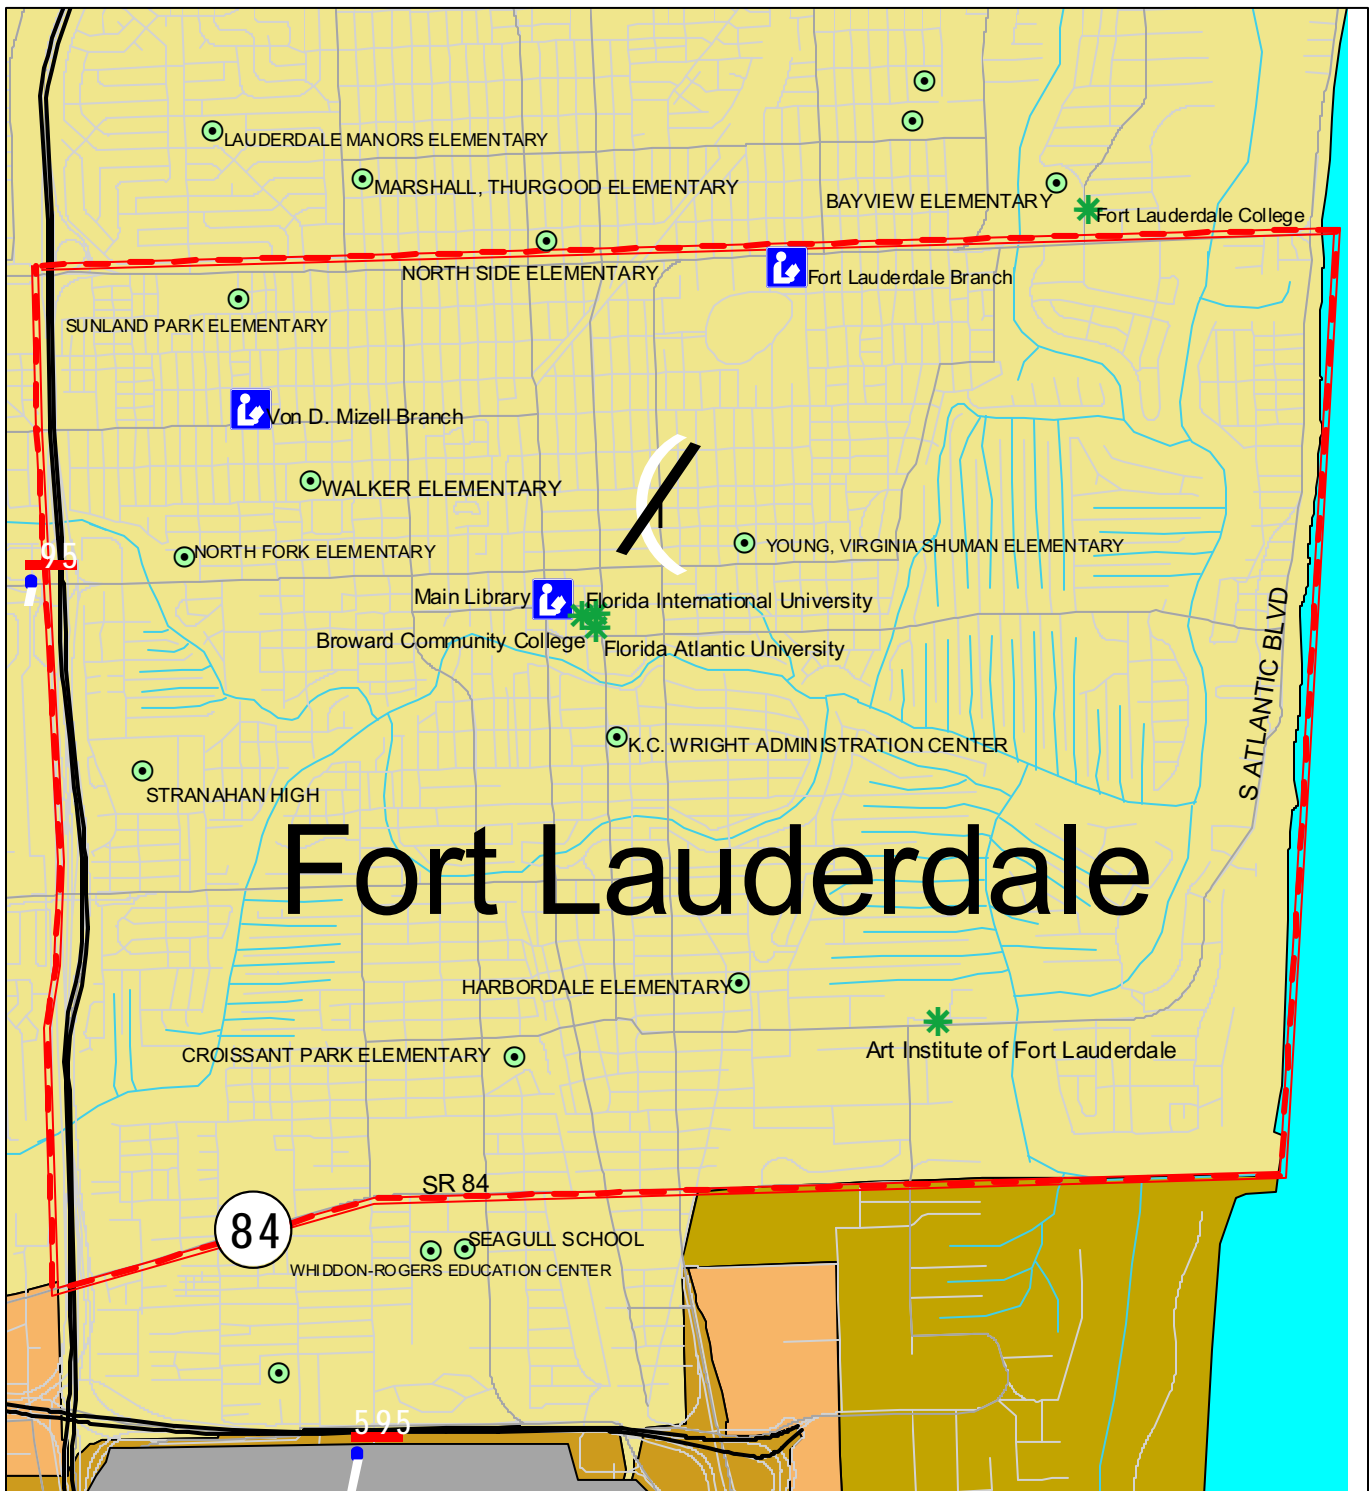 LAUDERDALE MANORS ELEMENTARY
MARSHALL, THURGOOD ELEMENTARY
BAYVIEW ELEMENTARY
Fort Lauderdale College
NORTH SIDE ELEMENTARY
Fort Lauderdale Branch
SUNLAND PARK ELEMENTARY
Von D. Mizell Branch
WALKER ELEMENTARY
95
NORTH FORK ELEMENTARY
YOUNG, VIRGINIA SHUMAN ELEMENTARY
Main Library
Florida International University
Broward Community College
Florida Atlantic University
S ATLANTIC BLVD
K.C. WRIGHT ADMINISTRATION CENTER
STRANAHAN HIGH
Fort Lauderdale
HARBORDALE ELEMENTARY
CROISSANT PARK ELEMENTARY
Art Institute of Fort Lauderdale
SR 84
84
SEAGULL SCHOOL
WHIDDON-ROGERS EDUCATION CENTER
595